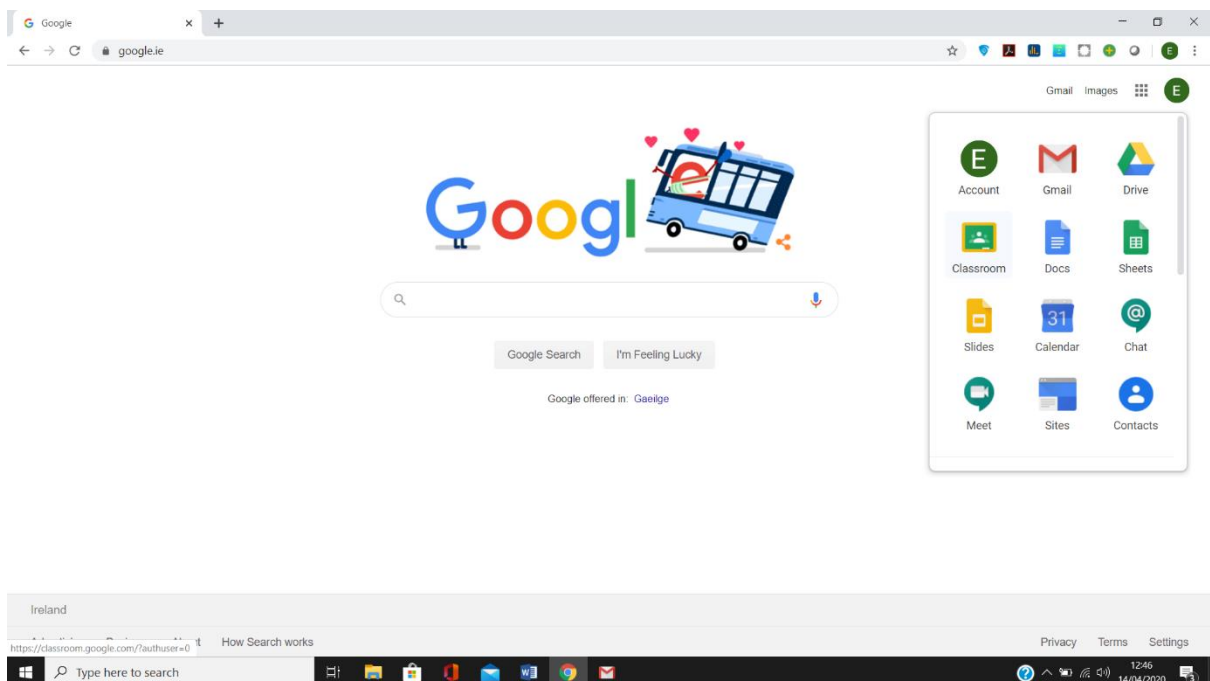 G Google
google.ie
E
Gmail Images E
Googl
E
Account Gmail Drive
Classroom Docs Sheets
31
Slides Calendar Chat
Meet Sites Contacts
Google Search I'm Feeling Lucky
Google offered in: Gaeilge
Ireland
How Search works Privacy Terms Settings
https://classroom.google.com/?authuser=0
Type here to search
12:46
14/04/2020